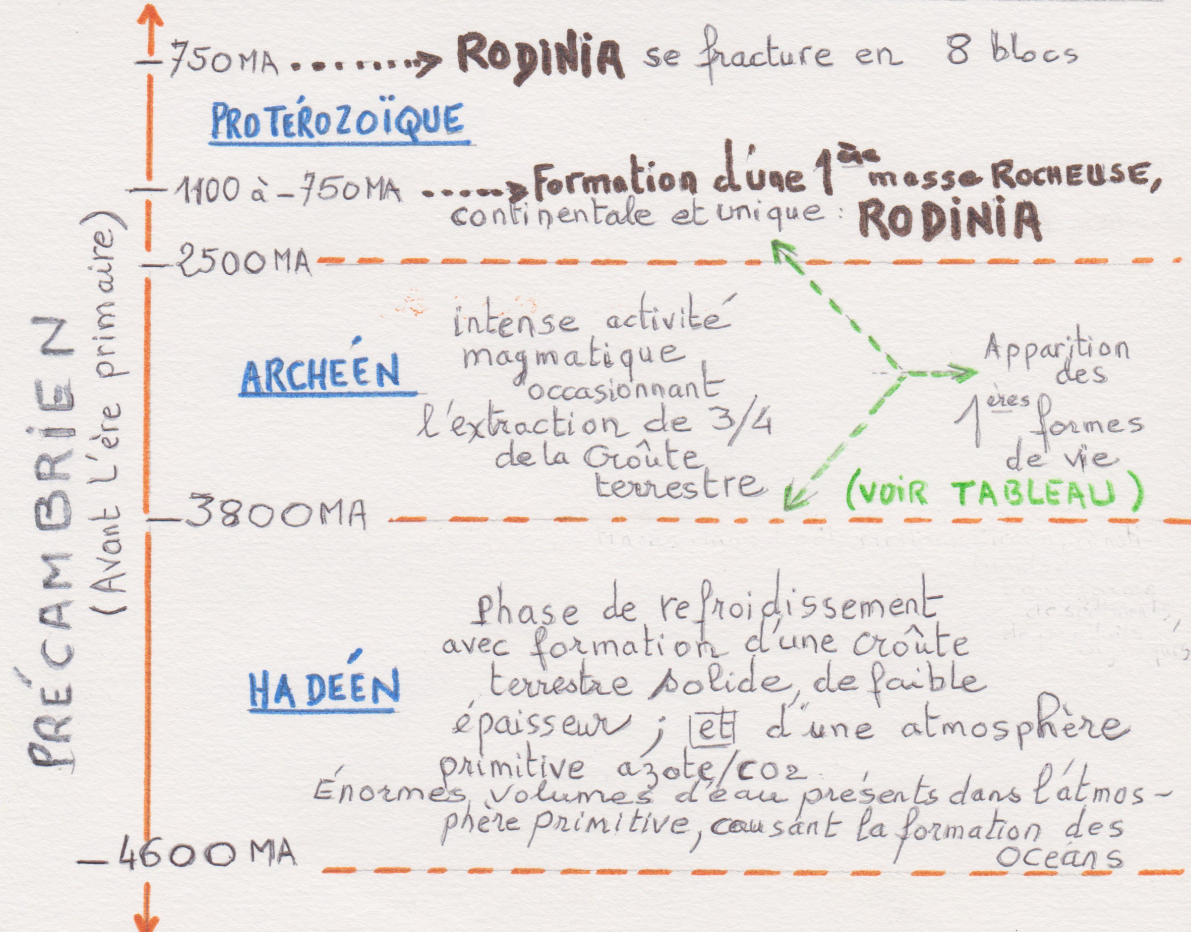 -750MA ........> RODINIA se fracture en 8 blocs
PROTÉROZOÏQUE
-1100 à -750MA .....> Formation d'une 1ère masse ROCHEUSE,
continentale et unique : RODINIA
-2500MA
PRÉCAMBRIEN
(Avant L'ère primaire)
ARCHEÉN
intense activité
magmatique
occasionnant
l'extraction de 3/4
de la Croûte
terrestre
Apparition
des
1ères formes
de vie
(VOIR TABLEAU)
-3800MA
HADEÉN
Phase de refroidissement
avec formation d'une croûte
terrestre solide, de faible
épaisseur ; et d'une atmosphère
primitive azote/CO2
Énormes volumes d'eau présents dans l'atmos-
phère primitive, causant la formation des
Océans
-4600 MA